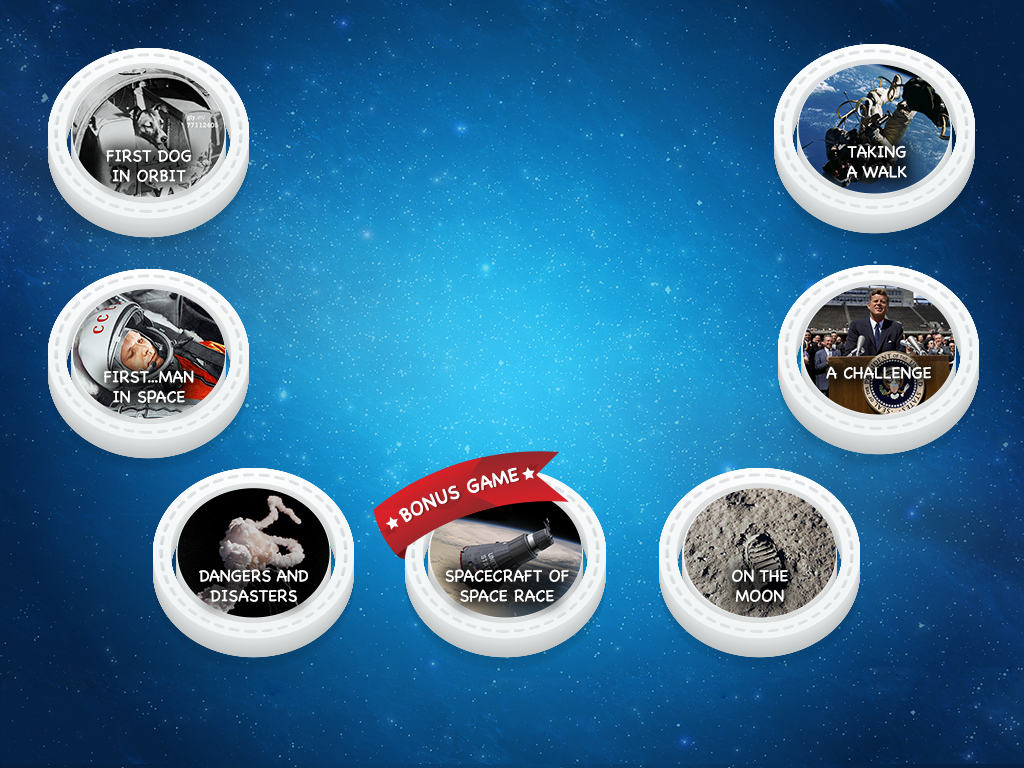 FIRST DOG
IN ORBIT
TAKING
A WALK
CCC
FIRST...MAN
IN SPACE
A CHALLENGE
BONUS GAME
DANGERS AND
DISASTERS
SPACECRAFT OF
SPACE RACE
ON THE
MOON